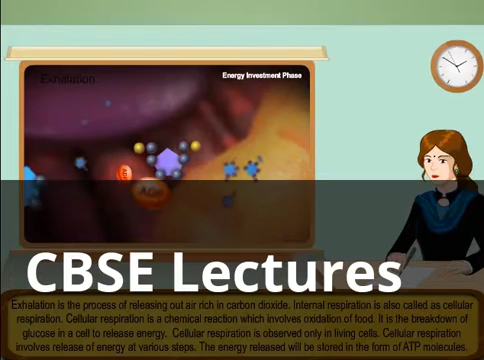 Exhalation
Energy Investment Phase
CBSE Lectures
Exhalation is the process of releasing out air rich in carbon dioxide. Internal respiration is also called as cellular
respiration. Cellular respiration is a chemical reaction which involves oxidation of food. It is the breakdown of
glucose in a cell to release energy. Cellular respiration is observed only in living cells. Cellular respiration
involves release of energy at various steps. The energy released will be stored in the form of ATP molecules.